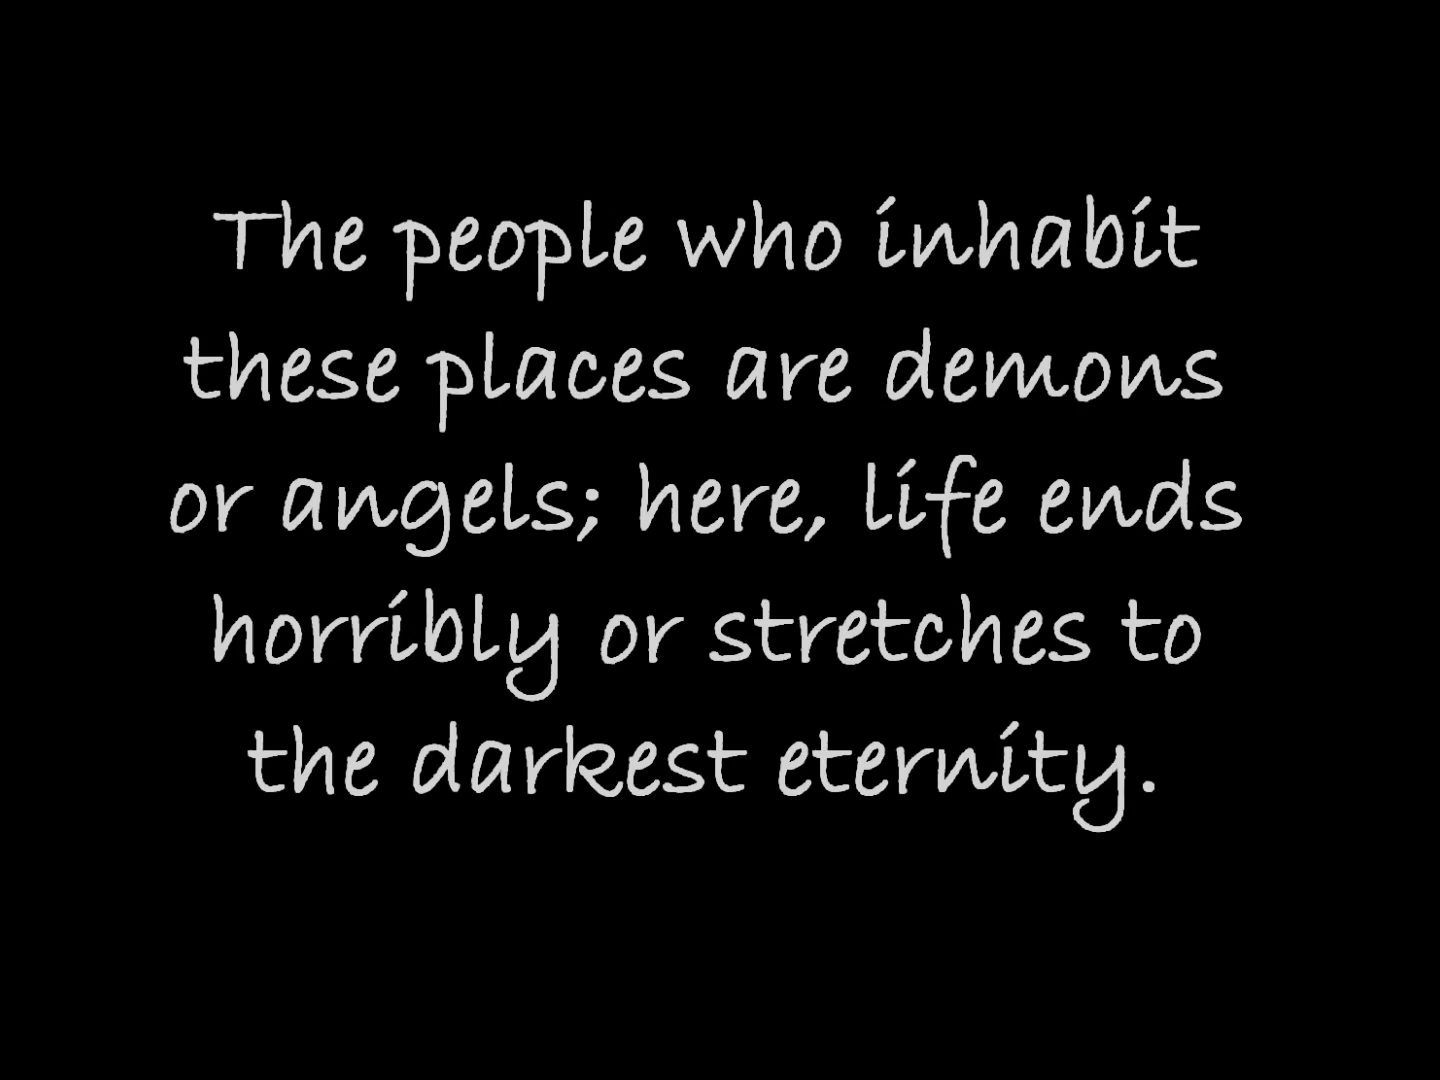 The people who inhabit
these places are demons
or angels; here, life ends
horribly or stretches to
the darkest eternity.